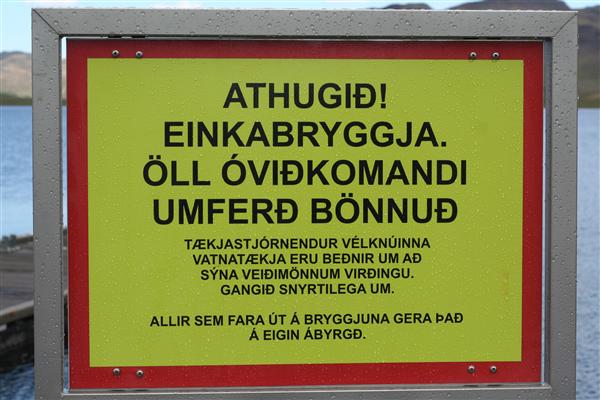 ATHUGIÐ!
EINKABRYGGJA.
ÖLL ÓVIÐKOMANDI
UMFERÐ BÖNNUÐ
TÆKJASTJÓRNENDUR VÉLKNÚINNA
VATNATÆKJA ERU BEÐNIR UM AÐ
SÝNA VEIÐIMÖNNUM VIRÐINGU.
GANGIÐ SNYRTILEGA UM.
ALLIR SEM FARA ÚT Á BRYGGJUNA GERA ÞAÐ
Á EIGIN ÁBYRGÐ.